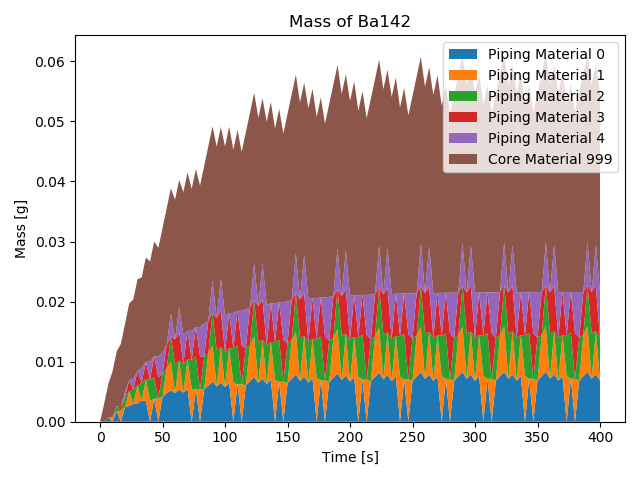 Mass of Ba142
Mass [g]
0.06
0.05
0.04
0.03
0.02
0.01
0.00
Piping Material 0
Piping Material 1
Piping Material 2
Piping Material 3
Piping Material 4
Core Material 999
0 50 100 150 200 250 300 350 400
Time [s]